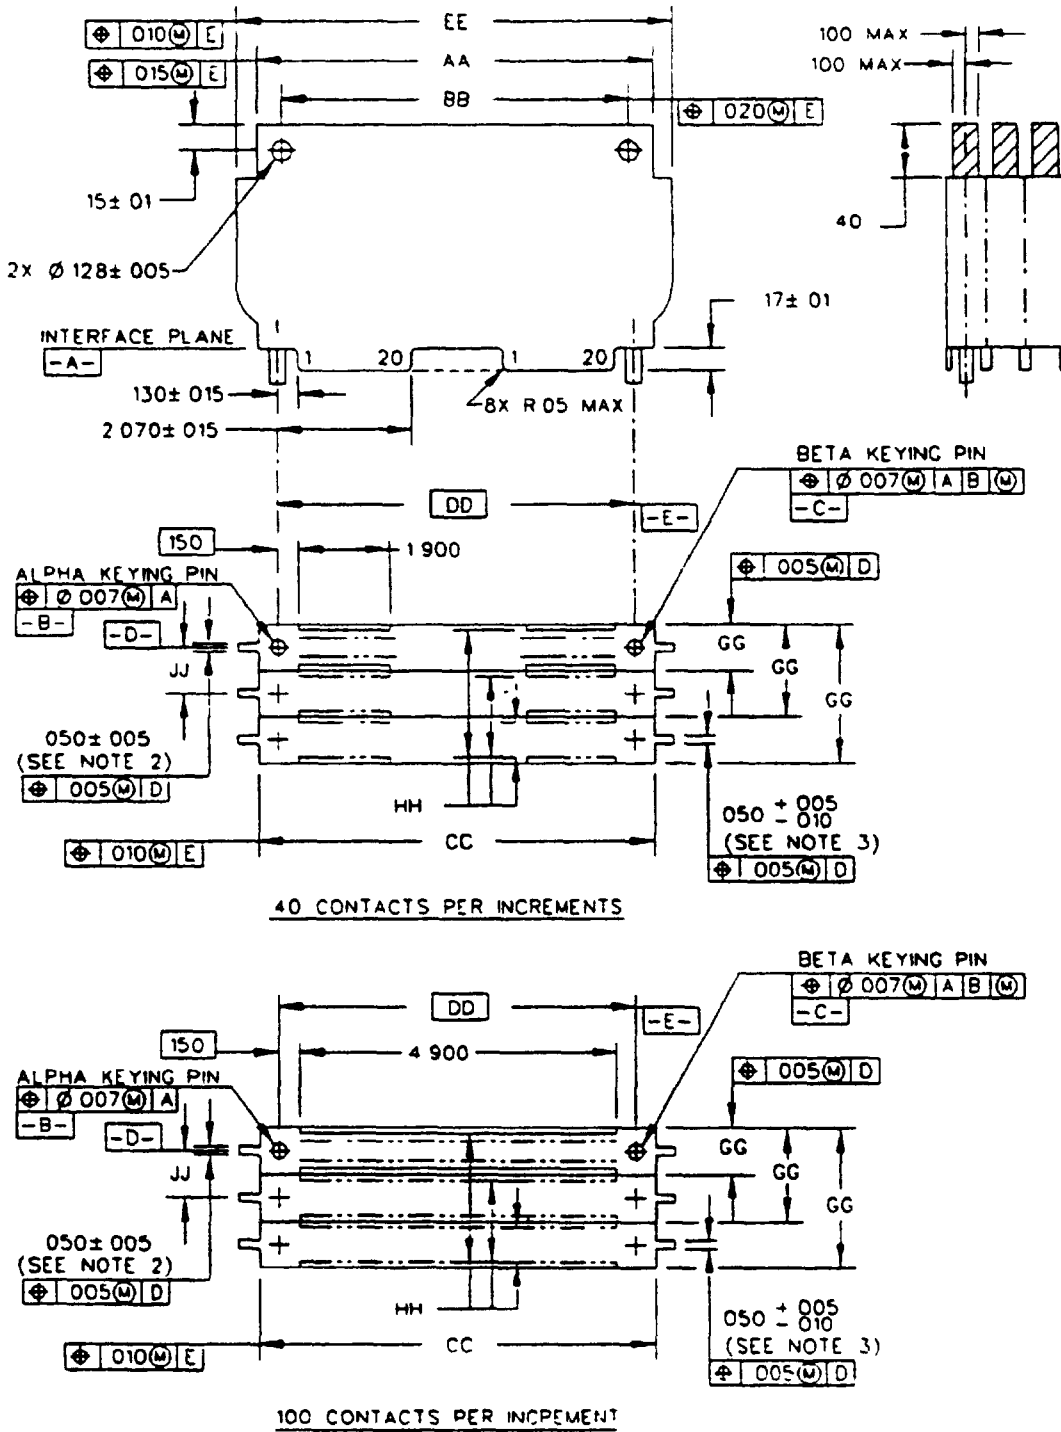 EE
⌖ 010 Ⓜ E
AA
⌖ 015 Ⓜ E
BB
⌖ 020 Ⓜ E
100 MAX
100 MAX
15± 01
40
2X Ø 128± 005
17± 01
INTERFACE PLANE
-A-
1 20 1 20
130± 015
8X R 05 MAX
2 070± 015
BETA KEYING PIN
⌖ Ø 007 Ⓜ A B Ⓜ
-C-
DD
-E-
150
1 900
⌖ 005 Ⓜ D
ALPHA KEYING PIN
⌖ Ø 007 Ⓜ A
-B-
-D-
GG
GG
GG
JJ
050± 005
(SEE NOTE 2)
⌖ 005 Ⓜ D
HH
050 + 005
- 010
(SEE NOTE 3)
⌖ 005 Ⓜ D
CC
⌖ 010 Ⓜ E
40 CONTACTS PER INCREMENTS
BETA KEYING PIN
⌖ Ø 007 Ⓜ A B Ⓜ
-C-
DD
-E-
150
4 900
⌖ 005 Ⓜ D
ALPHA KEYING PIN
⌖ Ø 007 Ⓜ A
-B-
-D-
GG
GG
GG
JJ
050± 005
(SEE NOTE 2)
⌖ 005 Ⓜ D
HH
050 + 005
- 010
(SEE NOTE 3)
⌖ 005 Ⓜ D
CC
⌖ 010 Ⓜ E
100 CONTACTS PER INCPEMENT